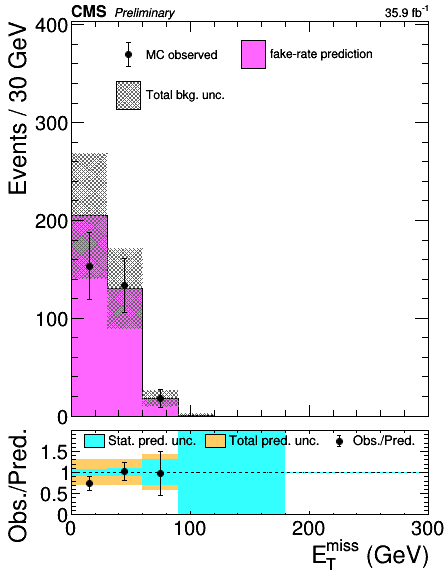 CMS Preliminary 35.9 fb⁻¹
Events / 30 GeV
400
300
200
100
0
MC observed
fake-rate prediction
Total bkg. unc.
Obs./Pred.
1.5
1
0.5
0
Stat. pred. unc. Total pred. unc. Obs./Pred.
0 100 200 300
E_T^miss (GeV)